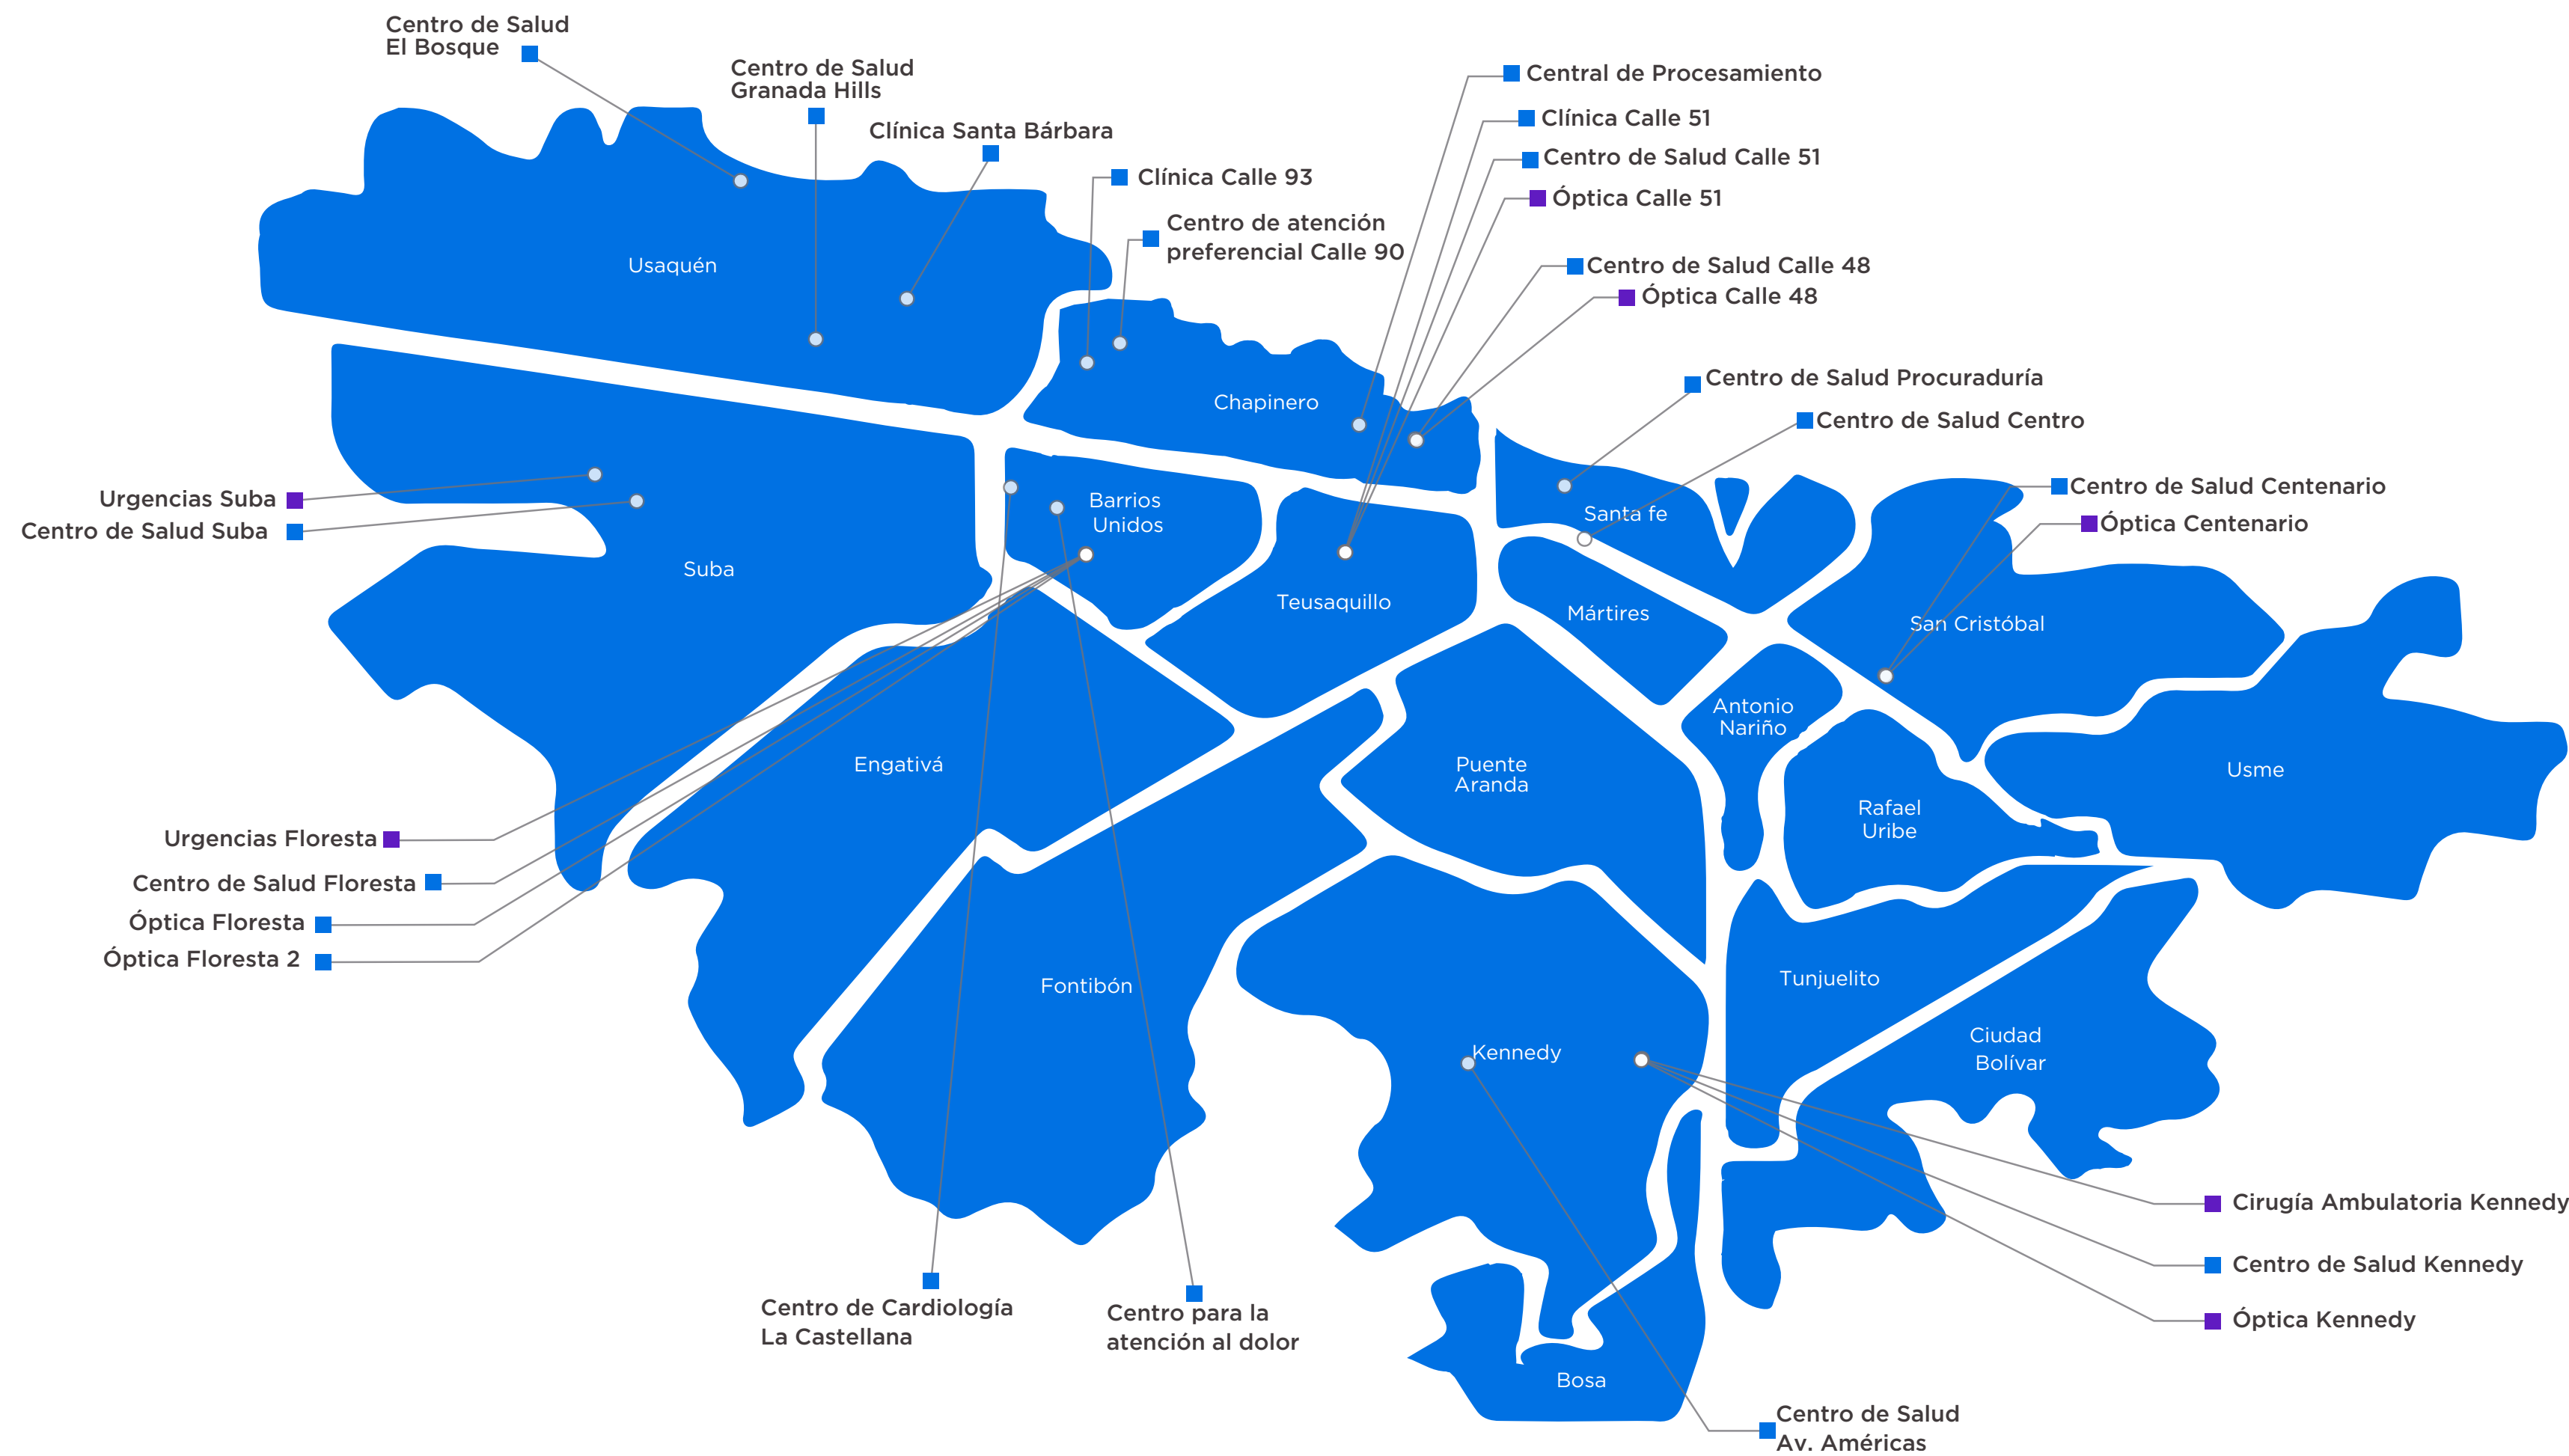 Centro de Salud
El Bosque
Centro de Salud
Granada Hills
Clínica Santa Bárbara
Clínica Calle 93
Centro de atención
preferencial Calle 90
Central de Procesamiento
Clínica Calle 51
Centro de Salud Calle 51
Óptica Calle 51
Centro de Salud Calle 48
Óptica Calle 48
Centro de Salud Procuraduría
Centro de Salud Centro
Centro de Salud Centenario
Óptica Centenario
Usaquén
Chapinero
Urgencias Suba
Centro de Salud Suba
Suba
Barrios
Unidos
Teusaquillo
Santa fe
Mártires
San Cristóbal
Antonio
Nariño
Engativá
Puente
Aranda
Rafael
Uribe
Usme
Urgencias Floresta
Centro de Salud Floresta
Óptica Floresta
Óptica Floresta 2
Fontibón
Tunjuelito
Kennedy
Ciudad
Bolívar
Cirugía Ambulatoria Kennedy
Centro de Salud Kennedy
Óptica Kennedy
Centro de Cardiología
La Castellana
Centro para la
atención al dolor
Bosa
Centro de Salud
Av. Américas